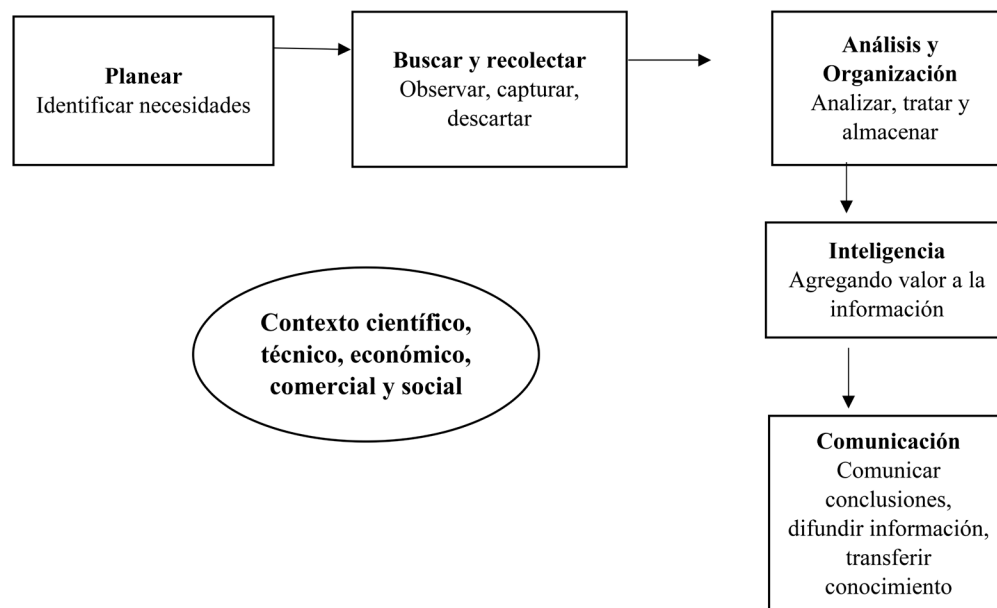 Planear
Identificar necesidades
Buscar y recolectar
Observar, capturar,
descartar
Análisis y
Organización
Analizar, tratar y
almacenar
Inteligencia
Agregando valor a la
información
Contexto científico,
técnico, económico,
comercial y social
Comunicación
Comunicar
conclusiones,
difundir información,
transferir
conocimiento